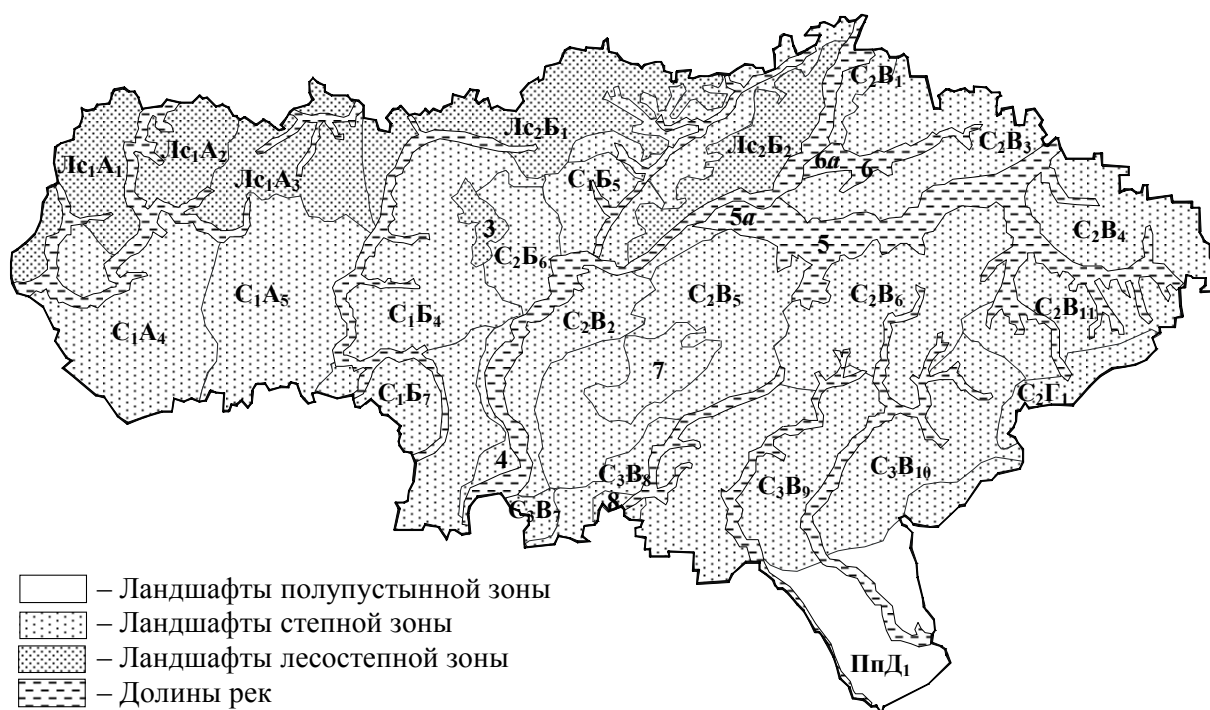 С₂В₁
Лс₂Б₁
С₂В₃
Лс₁А₂
Лс₂Б₂
6а
6
Лс₁А₁
Лс₁А₃
С₁Б₅
5а
3
С₂В₄
5
С₂Б₆
С₁А₅
С₂В₅
С₂В₆
С₁Б₄
С₂В₂
С₂В₁₁
С₁А₄
7
С₁Б₇
С₂Г₁
4
С₃В₈
С₃В₁₀
С₃В₉
8
С₃В₇
– Ландшафты полупустынной зоны
– Ландшафты степной зоны
– Ландшафты лесостепной зоны
ПпД₁
– Долины рек